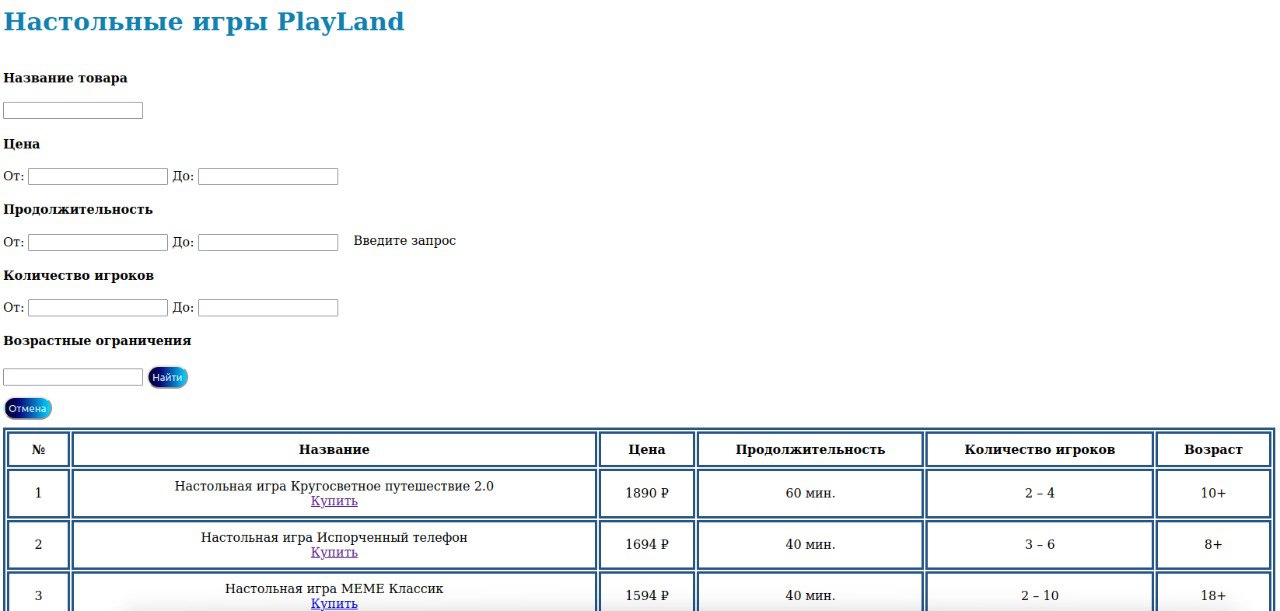 Настольные игры PlayLand
Название товара
Цена
От: До:
Продолжительность
От: До: Введите запрос
Количество игроков
От: До:
Возрастные ограничения
Найти
Отмена
№ Название Цена Продолжительность Количество игроков Возраст
1 Настольная игра Кругосветное путешествие 2.0 1890 ₽ 60 мин. 2 – 4 10+
Купить
2 Настольная игра Испорченный телефон 1694 ₽ 40 мин. 3 – 6 8+
Купить
3 Настольная игра МЕМЕ Классик 1594 ₽ 40 мин. 2 – 10 18+
Купить